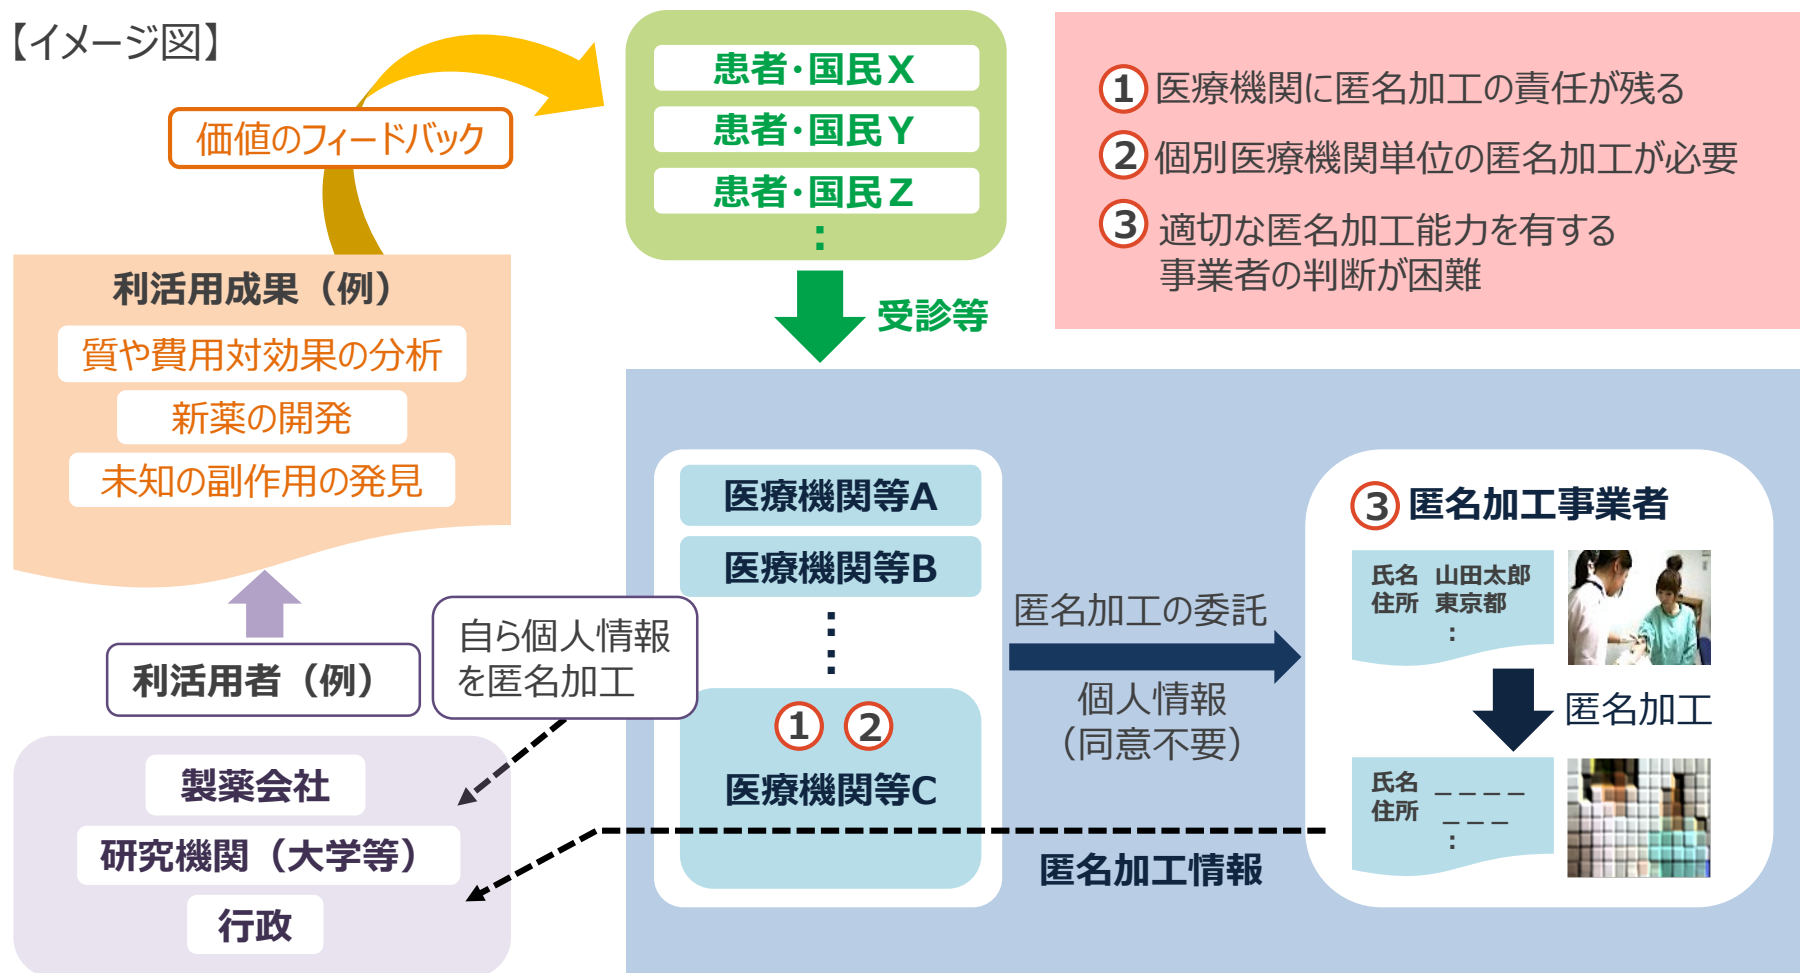 【イメージ図】
価値のフィードバック
患者・国民X
患者・国民Y
患者・国民Z
：
受診等
① 医療機関に匿名加工の責任が残る
② 個別医療機関単位の匿名加工が必要
③ 適切な匿名加工能力を有する
事業者の判断が困難
利活用成果（例）
質や費用対効果の分析
新薬の開発
未知の副作用の発見
利活用者（例）
製薬会社
研究機関（大学等）
行政
自ら個人情報
を匿名加工
医療機関等A
医療機関等B
：
：
① ②
医療機関等C
匿名加工の委託
個人情報
（同意不要）
匿名加工情報
③ 匿名加工事業者
氏名 山田太郎
住所 東京都
：
匿名加工
氏名 ＿＿＿＿
住所 ＿＿＿
：